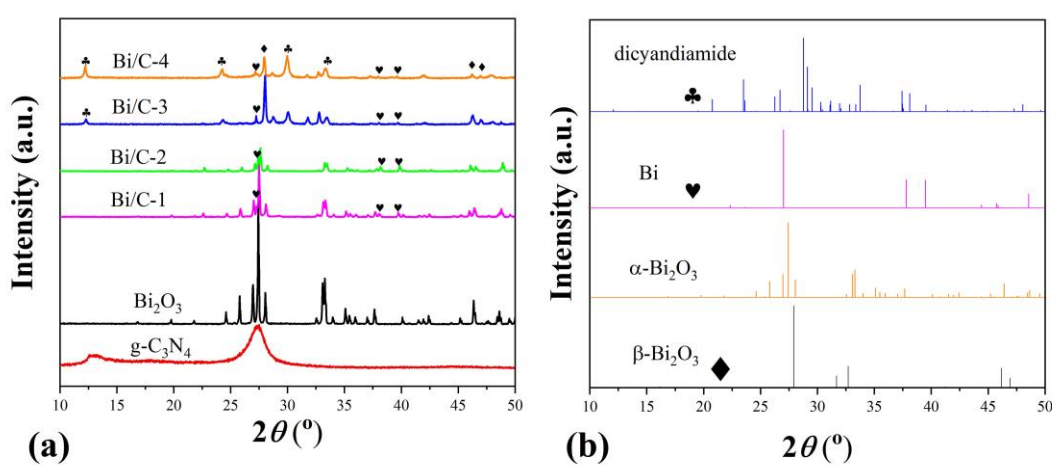 Intensity (a.u.)
Bi/C-4
Bi/C-3
Bi/C-2
Bi/C-1
Bi₂O₃
g-C₃N₄
10 15 20 25 30 35 40 45 50
2θ (°)
(a)
Intensity (a.u.)
dicyandiamide
Bi
α-Bi₂O₃
β-Bi₂O₃
10 15 20 25 30 35 40 45 50
2θ (°)
(b)